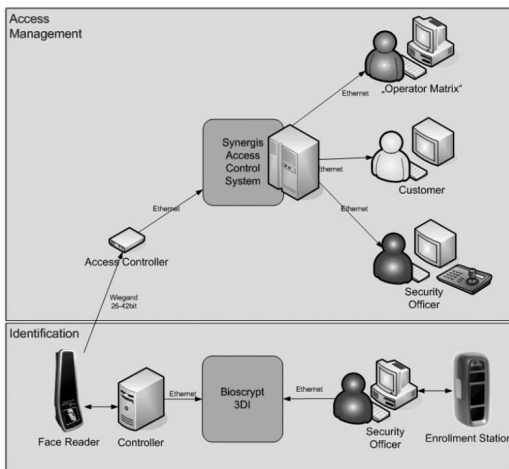 Access
Management
Ethernet
„Operator Matrix"
Synergis
Access
Control
System
Ethernet
Customer
Ethernet
Ethernet
Access Controller
Security
Officer
Wiegand
26-42bit
Identification
Ethernet
Bioscrypt
3DI
Ethernet
Face Reader
Controller
Security
Officer
Enrollment Station